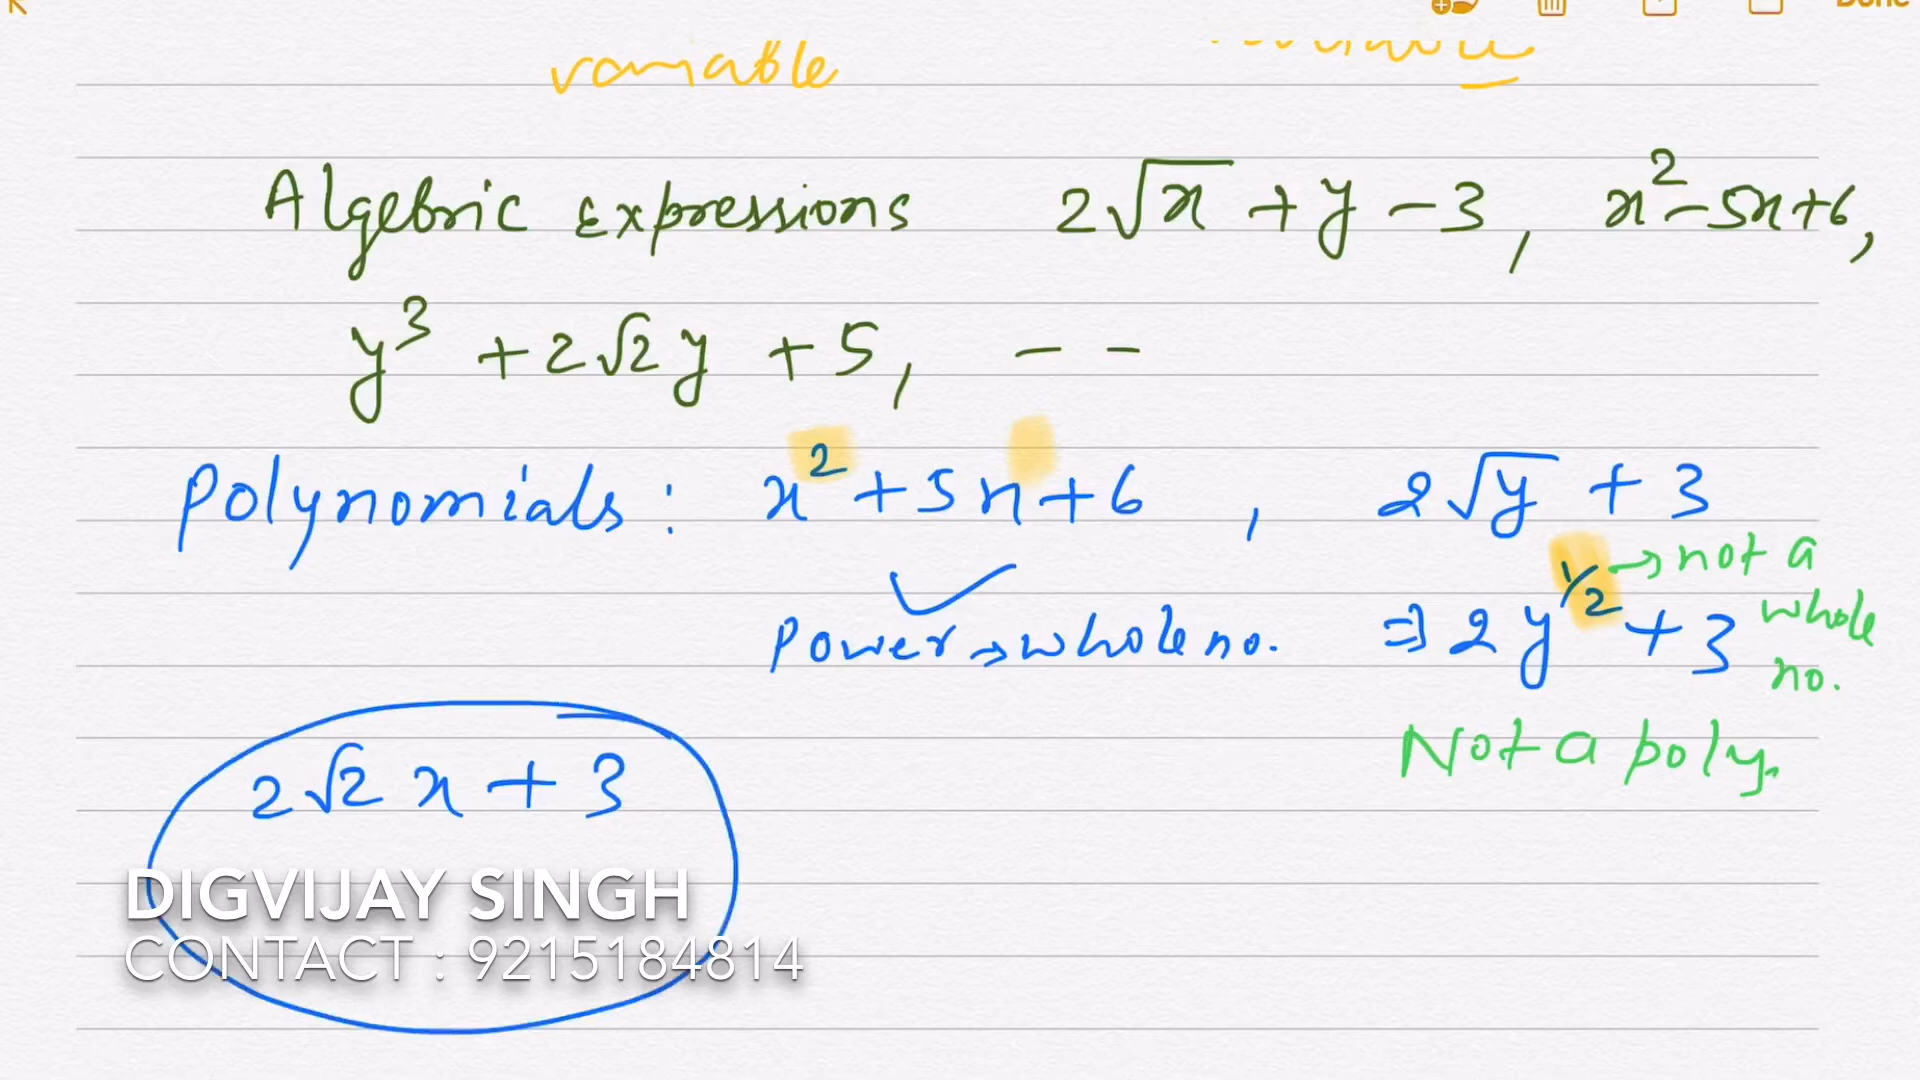 variable
Algebric expressions 2√x + y - 3, x² - 5x + 6,
y³ + 2√2 y + 5, - -
Polynomials : x² + 5x + 6 , 2√y + 3
✓ → not a
Power → whole no. ⇒ 2y^1/2 + 3 whole
no.
Not a poly.
2√2 x + 3
DIGVIJAY SINGH
CONTACT : 9215184814